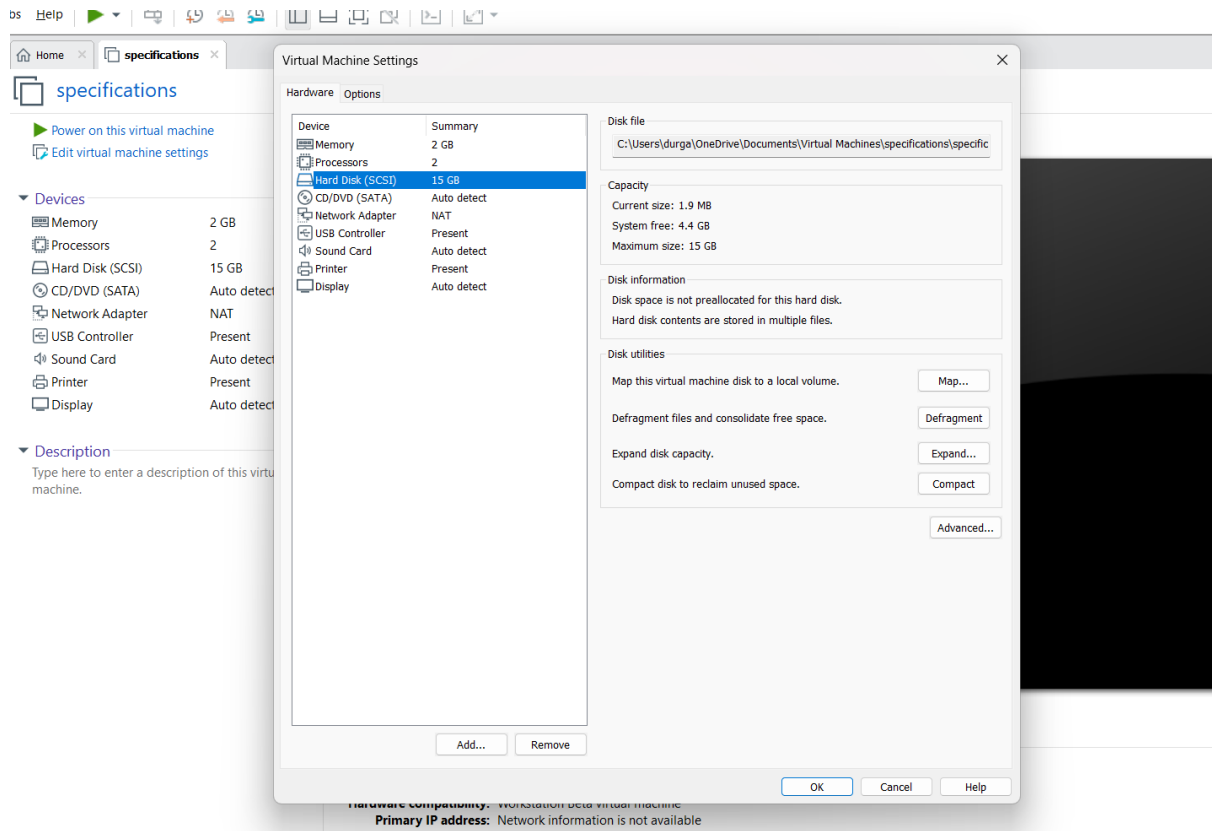 bs Help
Home specifications
specifications
Power on this virtual machine
Edit virtual machine settings
Devices
Memory 2 GB
Processors 2
Hard Disk (SCSI) 15 GB
CD/DVD (SATA) Auto detect
Network Adapter NAT
USB Controller Present
Sound Card Auto detect
Printer Present
Display Auto detect
Description
Type here to enter a description of this virtu
machine.
Virtual Machine Settings
Hardware Options
Device Summary
Memory 2 GB
Processors 2
Hard Disk (SCSI) 15 GB
CD/DVD (SATA) Auto detect
Network Adapter NAT
USB Controller Present
Sound Card Auto detect
Printer Present
Display Auto detect
Add... Remove
Disk file
C:\Users\durga\OneDrive\Documents\Virtual Machines\specifications\specific
Capacity
Current size: 1.9 MB
System free: 4.4 GB
Maximum size: 15 GB
Disk information
Disk space is not preallocated for this hard disk.
Hard disk contents are stored in multiple files.
Disk utilities
Map this virtual machine disk to a local volume. Map...
Defragment files and consolidate free space. Defragment
Expand disk capacity. Expand...
Compact disk to reclaim unused space. Compact
Advanced...
OK Cancel Help
Hardware compatibility: Workstation Beta virtual machine
Primary IP address: Network information is not available